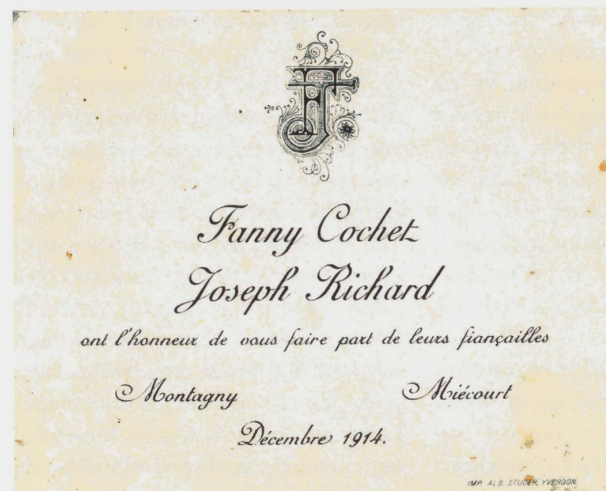 FJ
Fanny Cochet
Joseph Richard
ont l'honneur de vous faire part de leurs fiançailles
Montagny Miécourt
Décembre 1914.
IMP. ALB. STUDER, YVERDON.